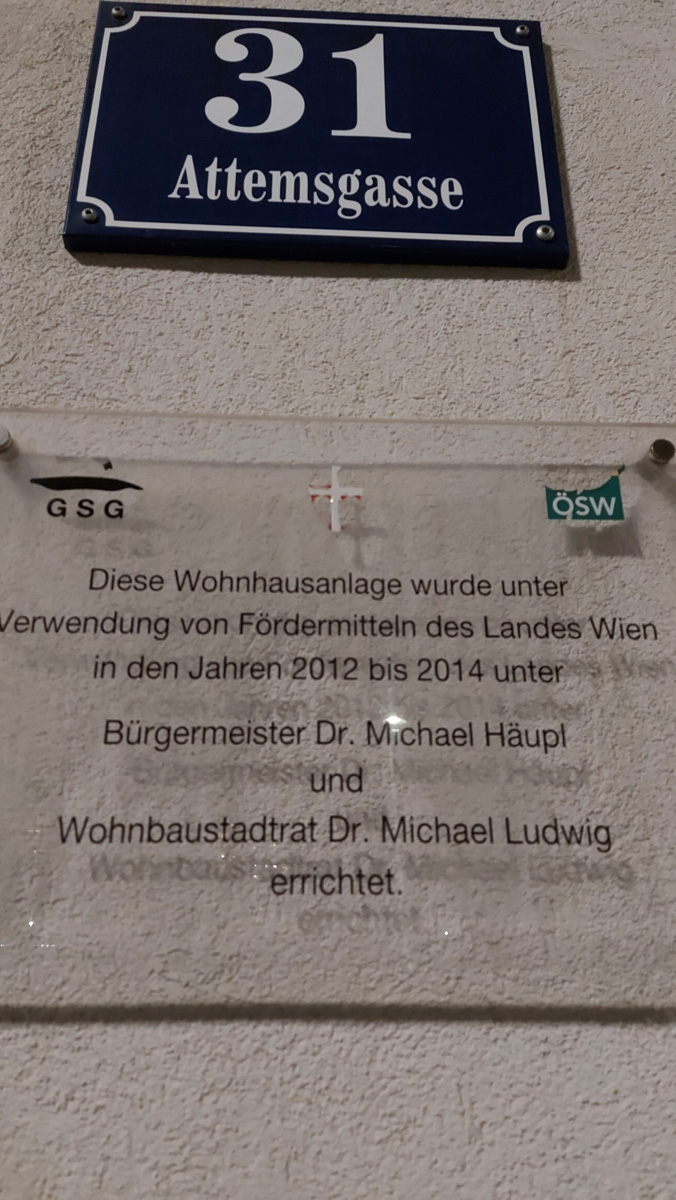 31
Attemsgasse
GSG
ÖSW
Diese Wohnhausanlage wurde unter
Verwendung von Fördermitteln des Landes Wien
in den Jahren 2012 bis 2014 unter
Bürgermeister Dr. Michael Häupl
und
Wohnbaustadtrat Dr. Michael Ludwig
errichtet.